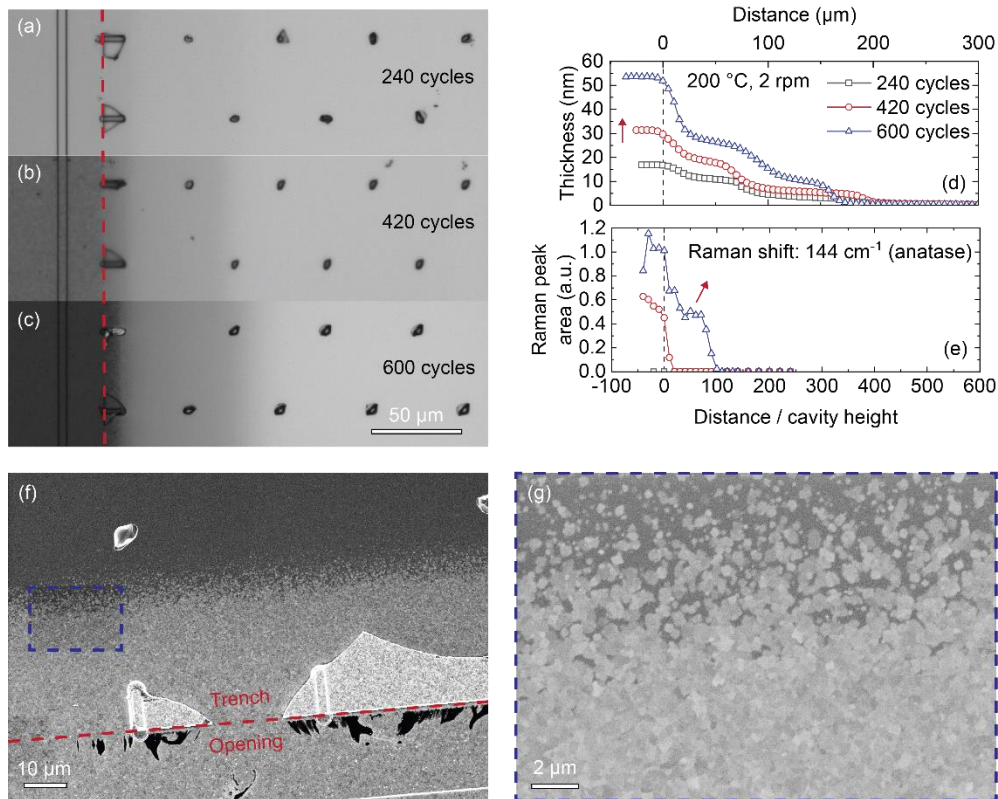 (a)
240 cycles
(b)
420 cycles
(c)
600 cycles
50 µm
Distance (µm)
0 100 200 300
Thickness (nm)
60
50
40
30
20
10
0
200 °C, 2 rpm
240 cycles
420 cycles
600 cycles
(d)
Raman peak
area (a.u.)
1.2
1.0
0.8
0.6
0.4
0.2
0.0
Raman shift: 144 cm⁻¹ (anatase)
(e)
-100 0 100 200 300 400 500 600
Distance / cavity height
(f)
Trench
Opening
10 µm
(g)
2 µm